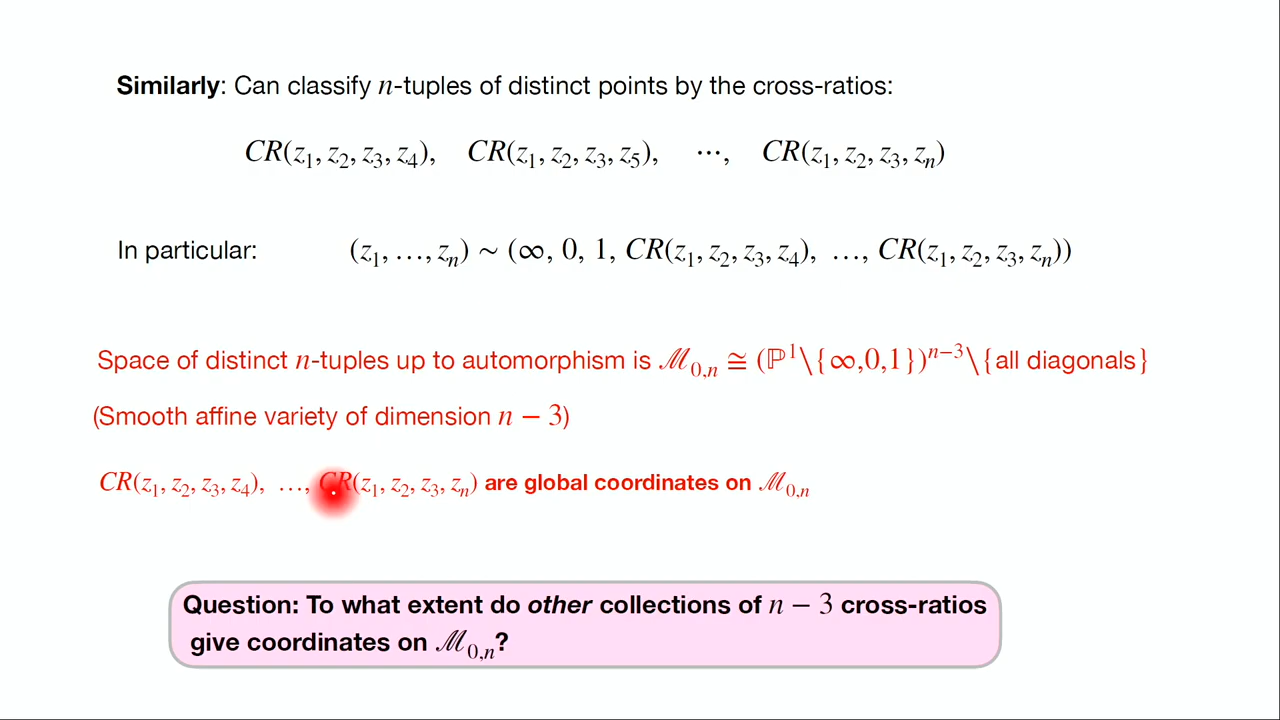 Similarly: Can classify n-tuples of distinct points by the cross-ratios:
CR(z₁, z₂, z₃, z₄), CR(z₁, z₂, z₃, z₅), ⋯, CR(z₁, z₂, z₃, zₙ)
In particular: (z₁, …, zₙ) ∼ (∞, 0, 1, CR(z₁, z₂, z₃, z₄), …, CR(z₁, z₂, z₃, zₙ))
Space of distinct n-tuples up to automorphism is ℳ₀,ₙ ≅ (ℙ¹\{∞,0,1})ⁿ⁻³\{all diagonals}
(Smooth affine variety of dimension n − 3)
CR(z₁, z₂, z₃, z₄), …, CR(z₁, z₂, z₃, zₙ) are global coordinates on ℳ₀,ₙ
Question: To what extent do other collections of n − 3 cross-ratios
give coordinates on ℳ₀,ₙ?